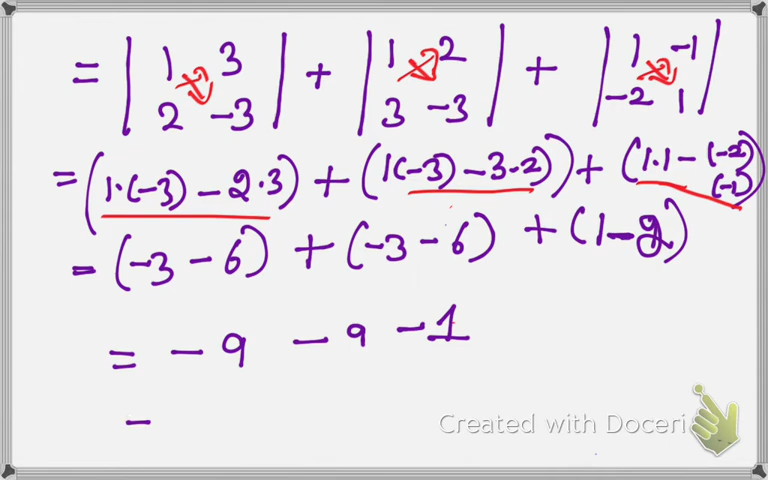 = | 1 3 | + | 1 2 | + | 1 -1 |
| 2 -3 | | 3 -3 | | -2 1 |
= (1·(-3) - 2·3) + (1(-3) - 3·2) + (1·1 - (-2)
(-1))
= (-3 - 6) + (-3 - 6) + (1-2)
= - 9 - 9 - 1
-
Created with Doceri